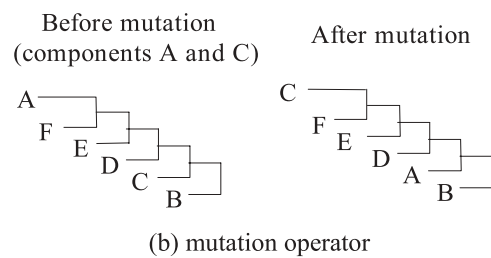 Before mutation
(components A and C)
A
F
E
D
C
B
After mutation
C
F
E
D
A
B
(b) mutation operator